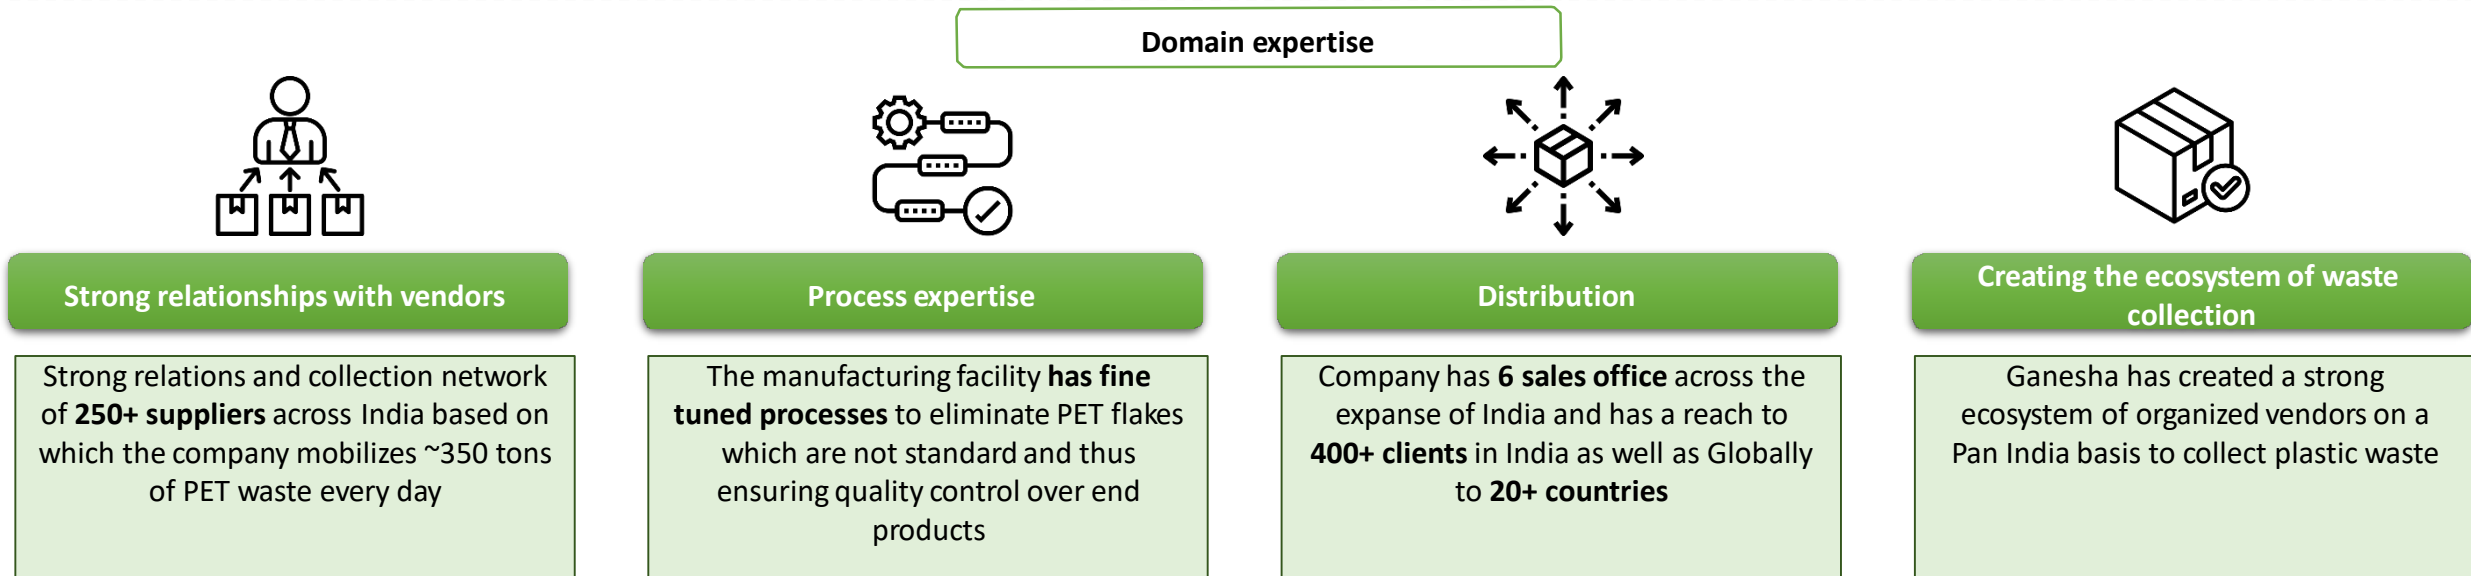 Domain expertise
Strong relationships with vendors
Strong relations and collection network
of 250+ suppliers across India based on
which the company mobilizes ~350 tons
of PET waste every day
Process expertise
The manufacturing facility has fine
tuned processes to eliminate PET flakes
which are not standard and thus
ensuring quality control over end
products
Distribution
Company has 6 sales office across the
expanse of India and has a reach to
400+ clients in India as well as Globally
to 20+ countries
Creating the ecosystem of waste
collection
Ganesha has created a strong
ecosystem of organized vendors on a
Pan India basis to collect plastic waste